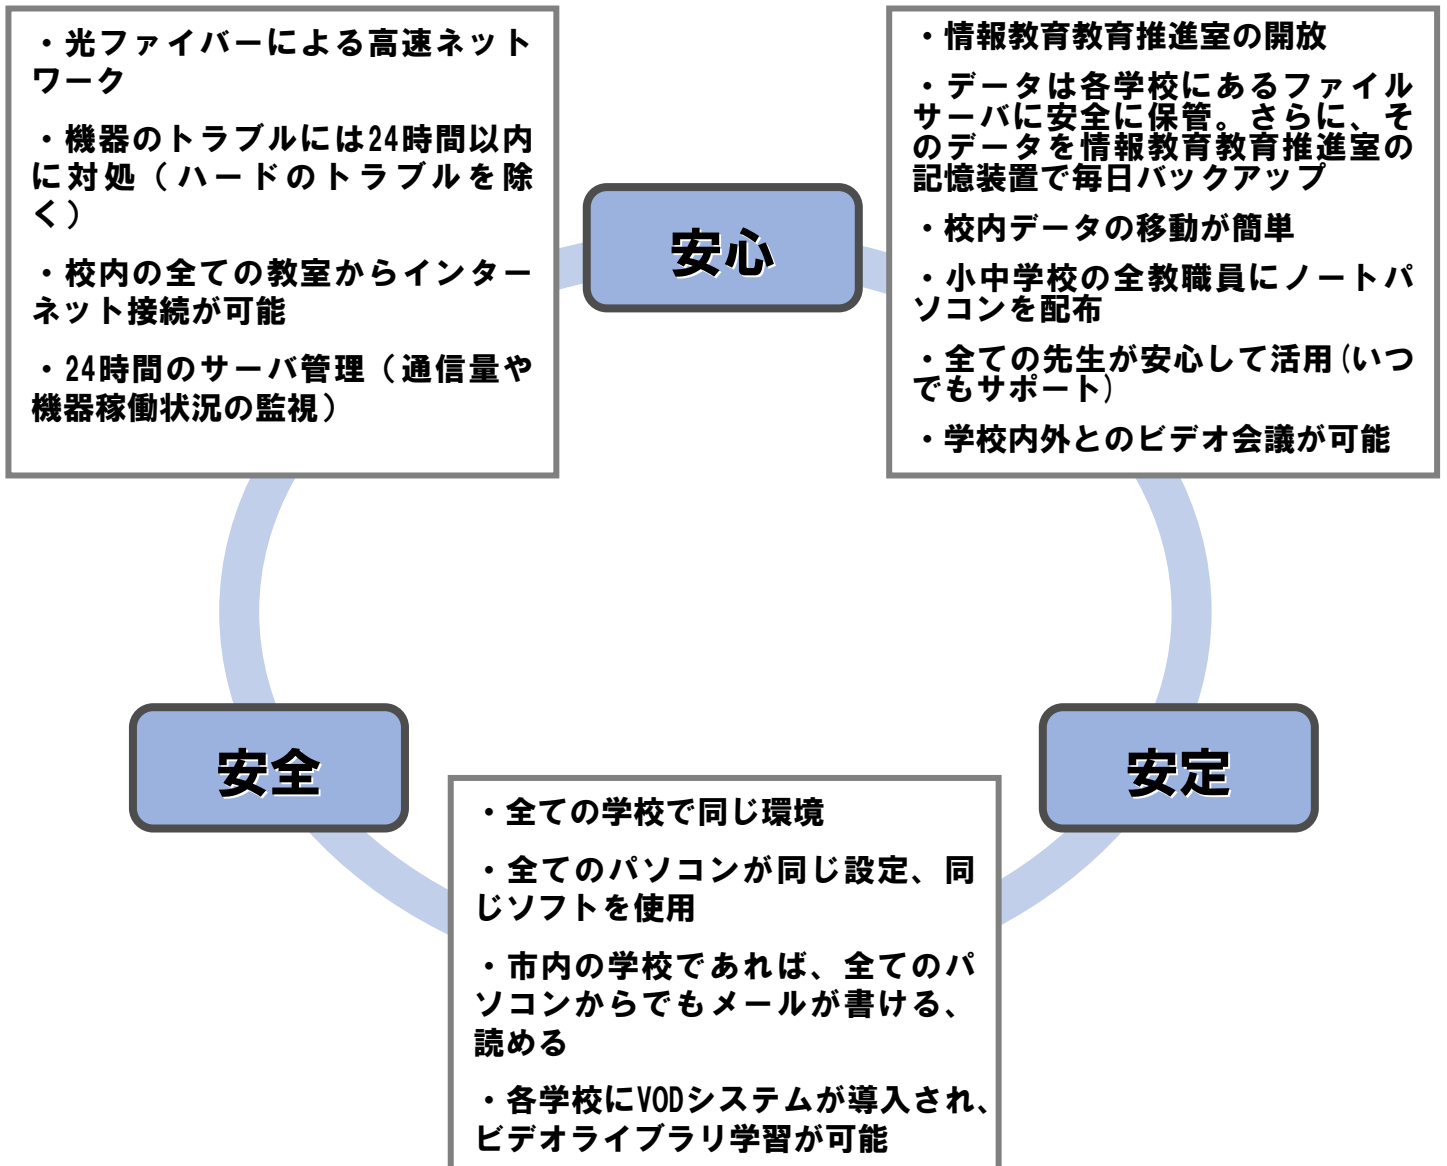 ・光ファイバーによる高速ネット
ワーク
・機器のトラブルには24時間以内
に対処（ハードのトラブルを除
く）
・校内の全ての教室からインター
ネット接続が可能
・24時間のサーバ管理（通信量や
機器稼働状況の監視）
安心
・情報教育教育推進室の開放
・データは各学校にあるファイル
サーバに安全に保管。さらに、そ
のデータを情報教育教育推進室の
記憶装置で毎日バックアップ
・校内データの移動が簡単
・小中学校の全教職員にノートパ
ソコンを配布
・全ての先生が安心して活用(いつ
でもサポート)
・学校内外とのビデオ会議が可能
安全
安定
・全ての学校で同じ環境
・全てのパソコンが同じ設定、同
じソフトを使用
・市内の学校であれば、全てのパ
ソコンからでもメールが書ける、
読める
・各学校にVODシステムが導入され、
ビデオライブラリ学習が可能